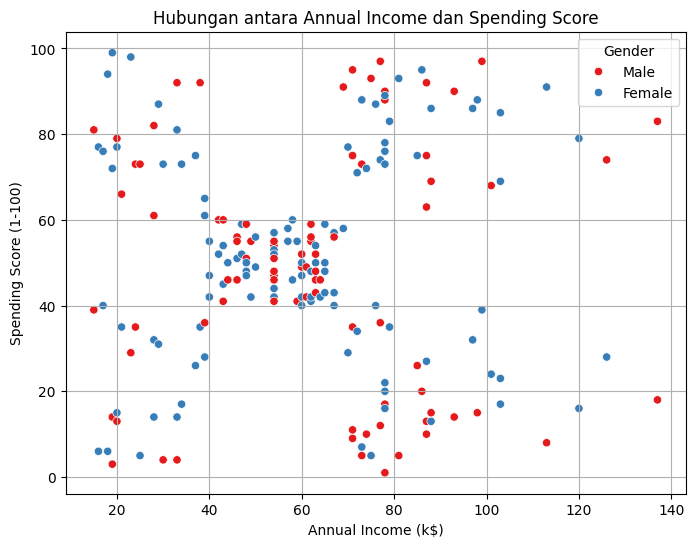 Hubungan antara Annual Income dan Spending Score
Gender
Male
Female
100
80
60
40
20
0
Spending Score (1-100)
20 40 60 80 100 120 140
Annual Income (k$)